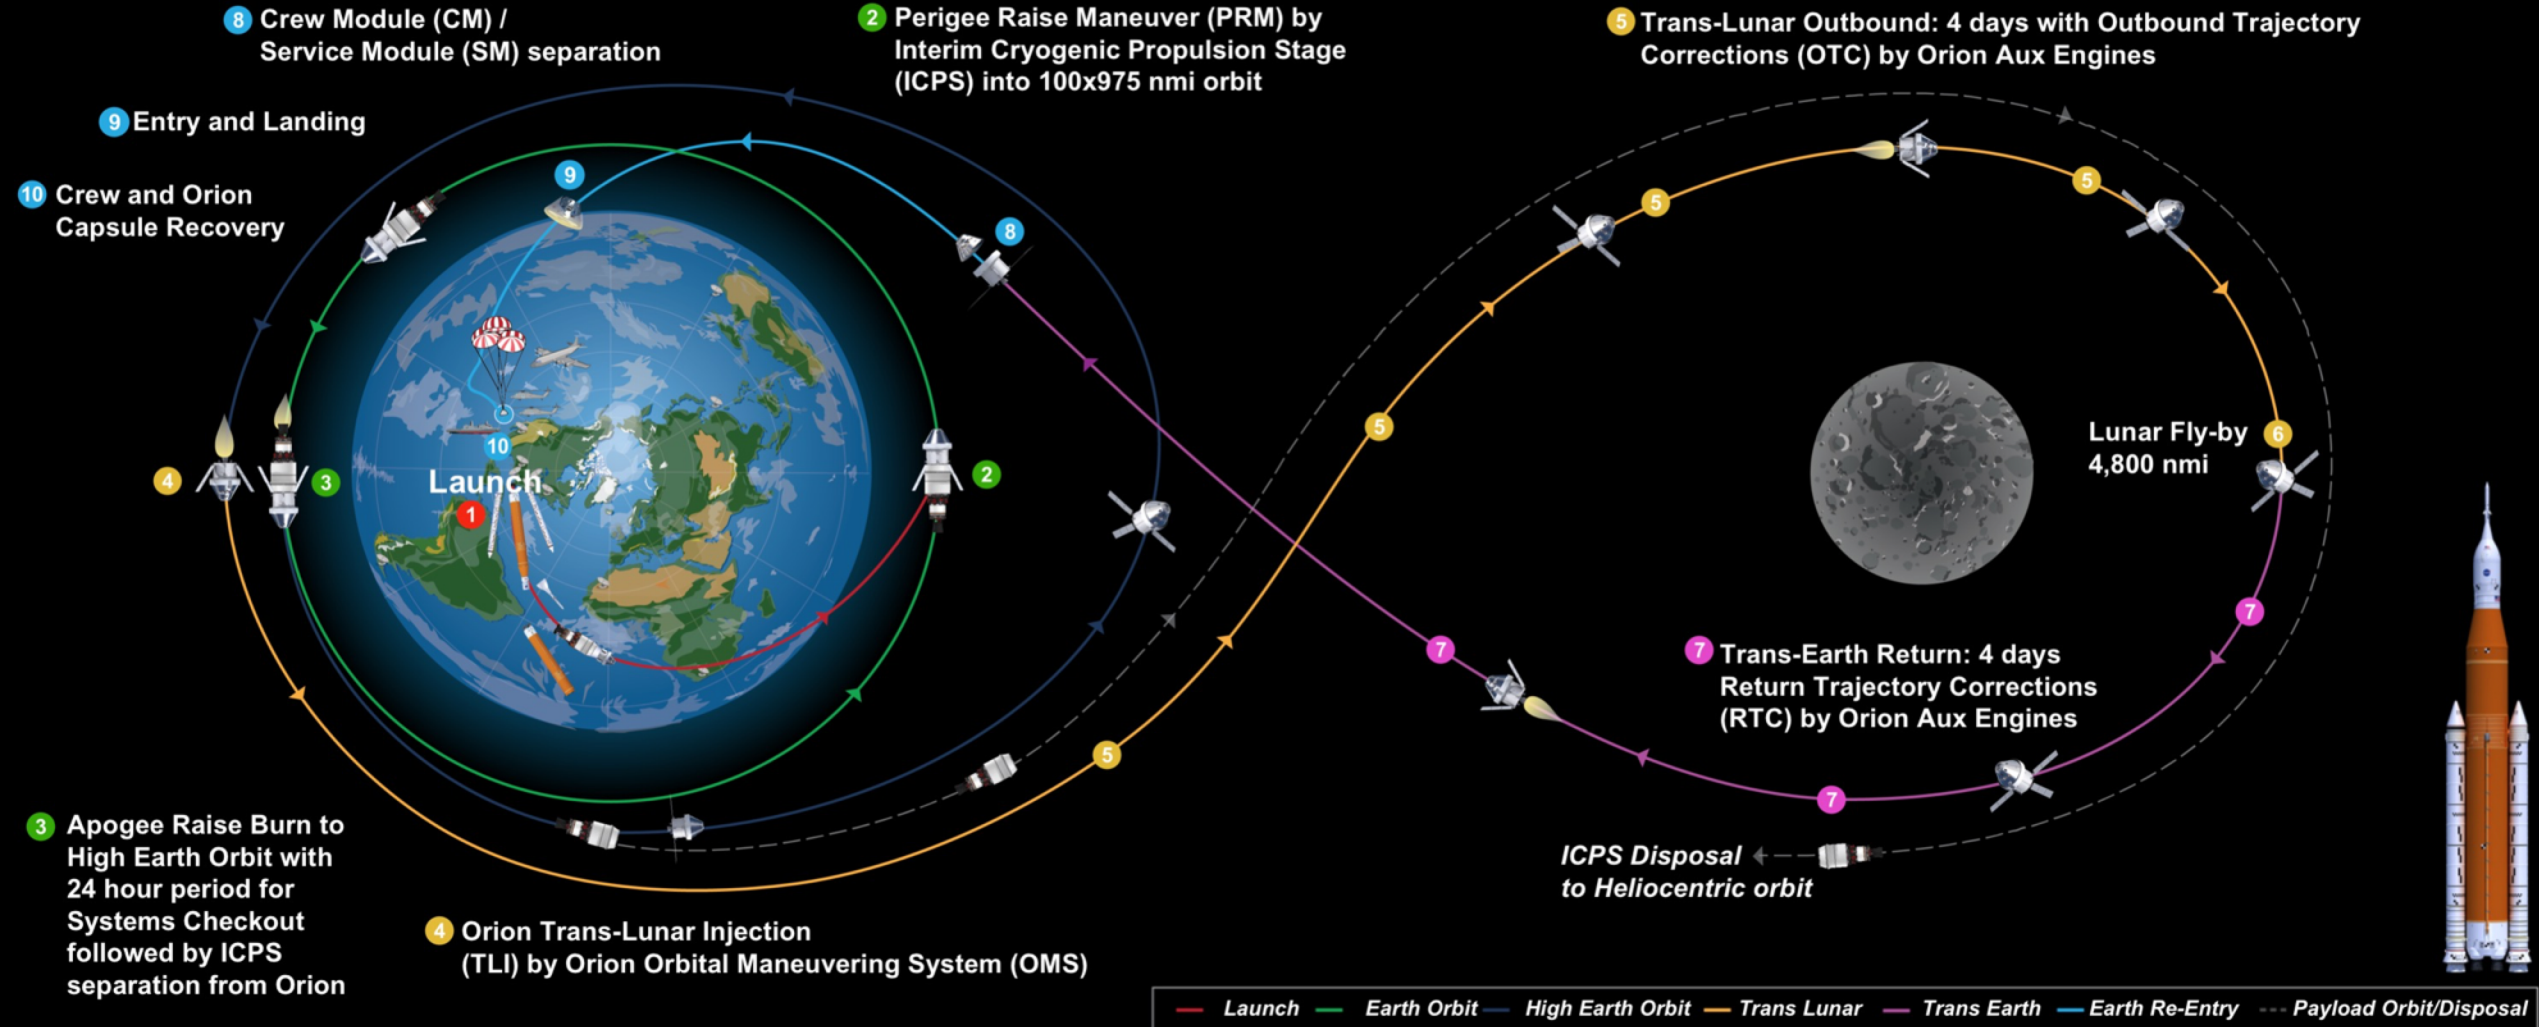 8 Crew Module (CM) /
Service Module (SM) separation
2 Perigee Raise Maneuver (PRM) by
Interim Cryogenic Propulsion Stage
(ICPS) into 100x975 nmi orbit
5 Trans-Lunar Outbound: 4 days with Outbound Trajectory
Corrections (OTC) by Orion Aux Engines
9 Entry and Landing
10 Crew and Orion
Capsule Recovery
9
8
5
5
5
Lunar Fly-by 6
4,800 nmi
10
Launch
1
4
3
2
7
7
7 Trans-Earth Return: 4 days
Return Trajectory Corrections
(RTC) by Orion Aux Engines
5
7
3 Apogee Raise Burn to
High Earth Orbit with
24 hour period for
Systems Checkout
followed by ICPS
separation from Orion
ICPS Disposal
to Heliocentric orbit
4 Orion Trans-Lunar Injection
(TLI) by Orion Orbital Maneuvering System (OMS)
Launch Earth Orbit High Earth Orbit Trans Lunar Trans Earth Earth Re-Entry Payload Orbit/Disposal